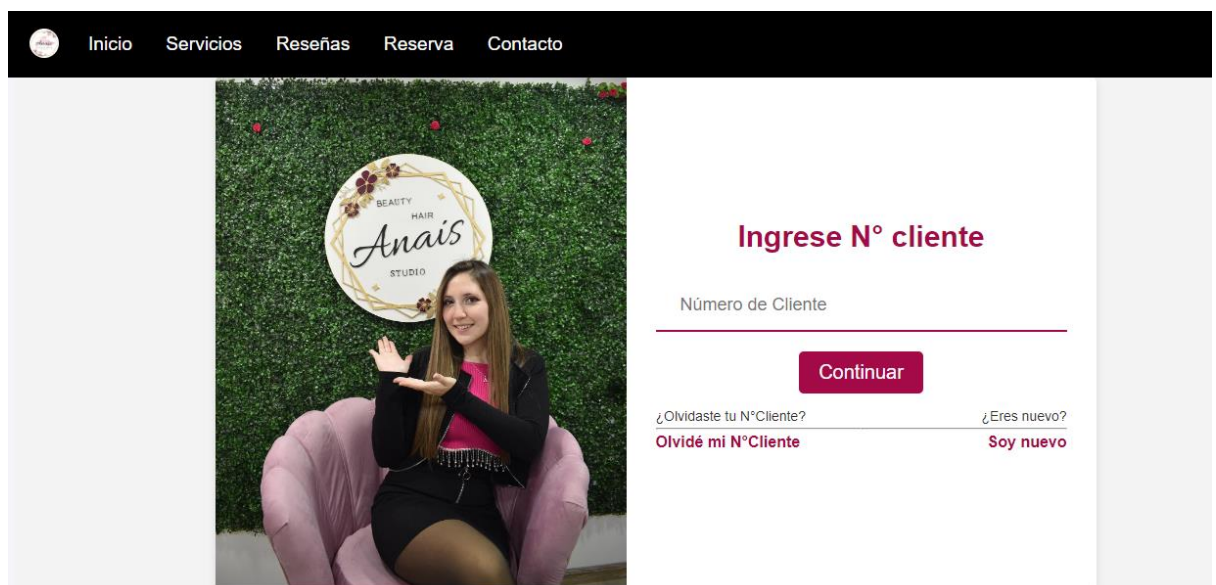 Inicio Servicios Reseñas Reserva Contacto
BEAUTY
HAIR
Anais
STUDIO
Ingrese N° cliente
Número de Cliente
Continuar
¿Olvidaste tu N°Cliente? ¿Eres nuevo?
Olvidé mi N°Cliente Soy nuevo